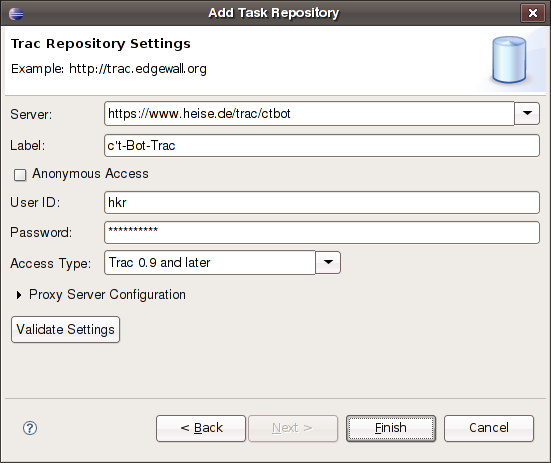 Add Task Repository
Trac Repository Settings
Example: http://trac.edgewall.org
Server: https://www.heise.de/trac/ctbot
Label: c't-Bot-Trac
Anonymous Access
User ID: hkr
Password: **********
Access Type: Trac 0.9 and later
Proxy Server Configuration
Validate Settings
? < Back Next > Finish Cancel